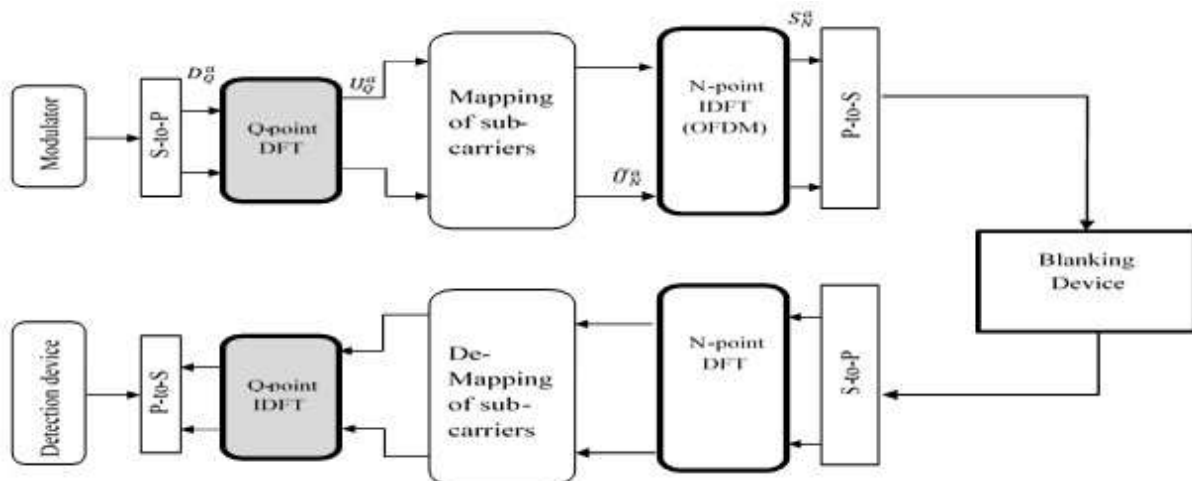 Modulator
S-to-P
D_Q^a
Q-point
DFT
U_Q^a
Mapping
of sub-
carriers
Ū_N^a
N-point
IDFT
(OFDM)
S_N^a
P-to-S
Blanking
Device
Detection device
P-to-S
Q-point
IDFT
De-
Mapping
of sub-
carriers
N-point
DFT
S-to-P